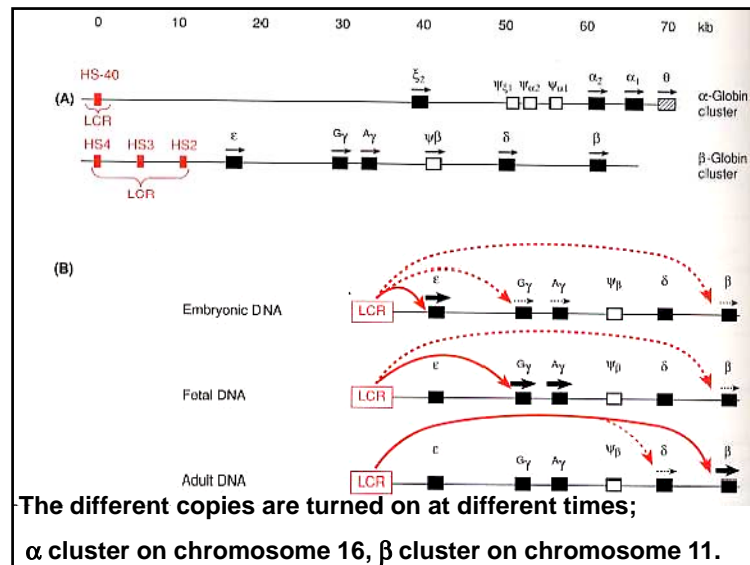 0 10 20 30 40 50 60 70 klb
HS-40 ξ2 Ψξ1 Ψα2 Ψα1 α2 α1 θ
(A) α-Globin
cluster
LCR
HS4 HS3 HS2 ε Gγ Aγ ψβ δ β
β-Globin
cluster
LCR
(B)
ε Gγ Aγ Ψβ δ β
Embryonic DNA LCR
ε Gγ Aγ Ψβ δ β
Fetal DNA LCR
ε Gγ Aγ Ψβ δ β
Adult DNA LCR
The different copies are turned on at different times;
α cluster on chromosome 16, β cluster on chromosome 11.